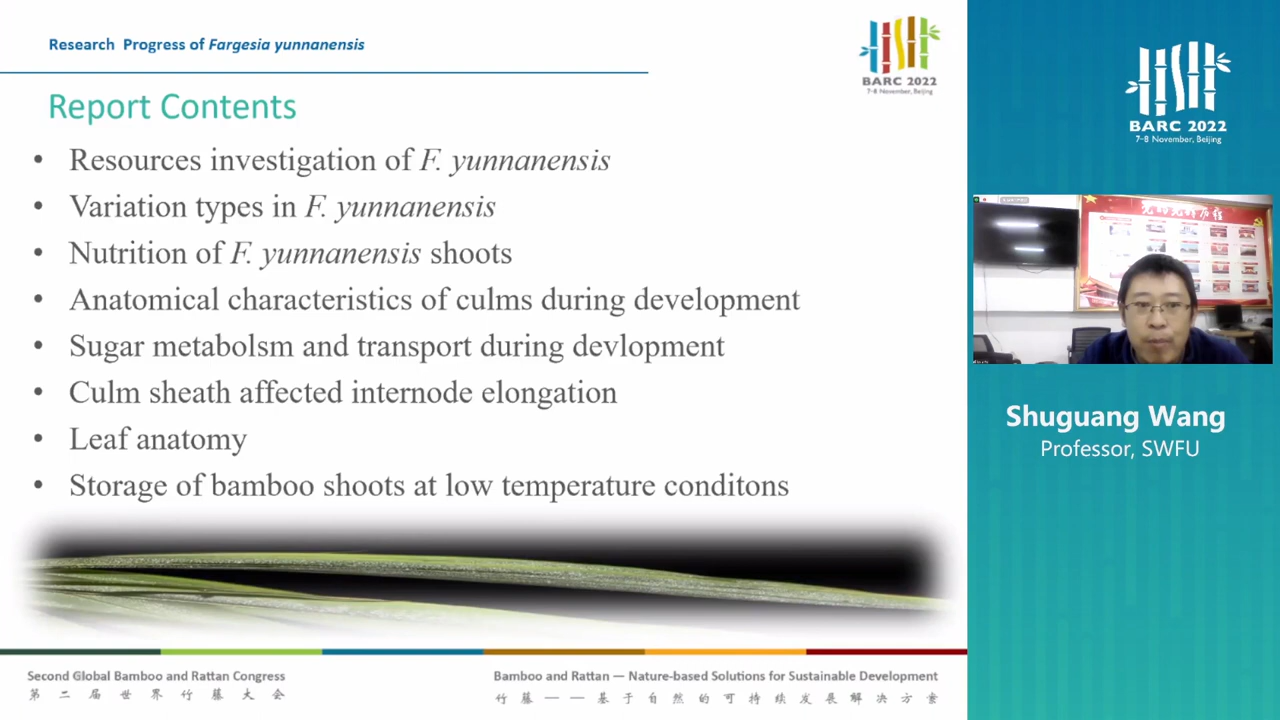 Research Progress of Fargesia yunnanensis
BARC 2022
7-8 November, Beijing
Report Contents
• Resources investigation of F. yunnanensis
• Variation types in F. yunnanensis
• Nutrition of F. yunnanensis shoots
• Anatomical characteristics of culms during development
• Sugar metabolsm and transport during devlopment
• Culm sheath affected internode elongation
• Leaf anatomy
• Storage of bamboo shoots at low temperature conditons
Second Global Bamboo and Rattan Congress
第二届世界竹藤大会
Bamboo and Rattan — Nature-based Solutions for Sustainable Development
竹藤——基于自然的可持续发展解决方案
BARC 2022
7-8 November, Beijing
Shuguang Wang
Professor, SWFU